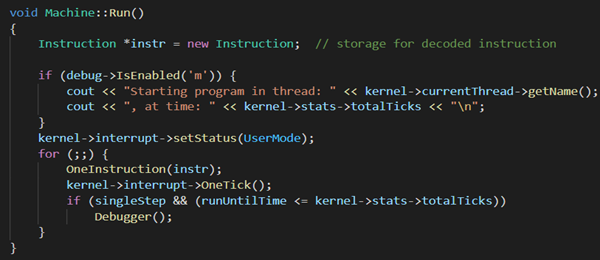 void Machine::Run()
{
    Instruction *instr = new Instruction;  // storage for decoded instruction

    if (debug->IsEnabled('m')) {
        cout << "Starting program in thread: " << kernel->currentThread->getName();
        cout << ", at time: " << kernel->stats->totalTicks << "\n";
    }
    kernel->interrupt->setStatus(UserMode);
    for (;;) {
        OneInstruction(instr);
        kernel->interrupt->OneTick();
        if (singleStep && (runUntilTime <= kernel->stats->totalTicks))
            Debugger();
    }
}